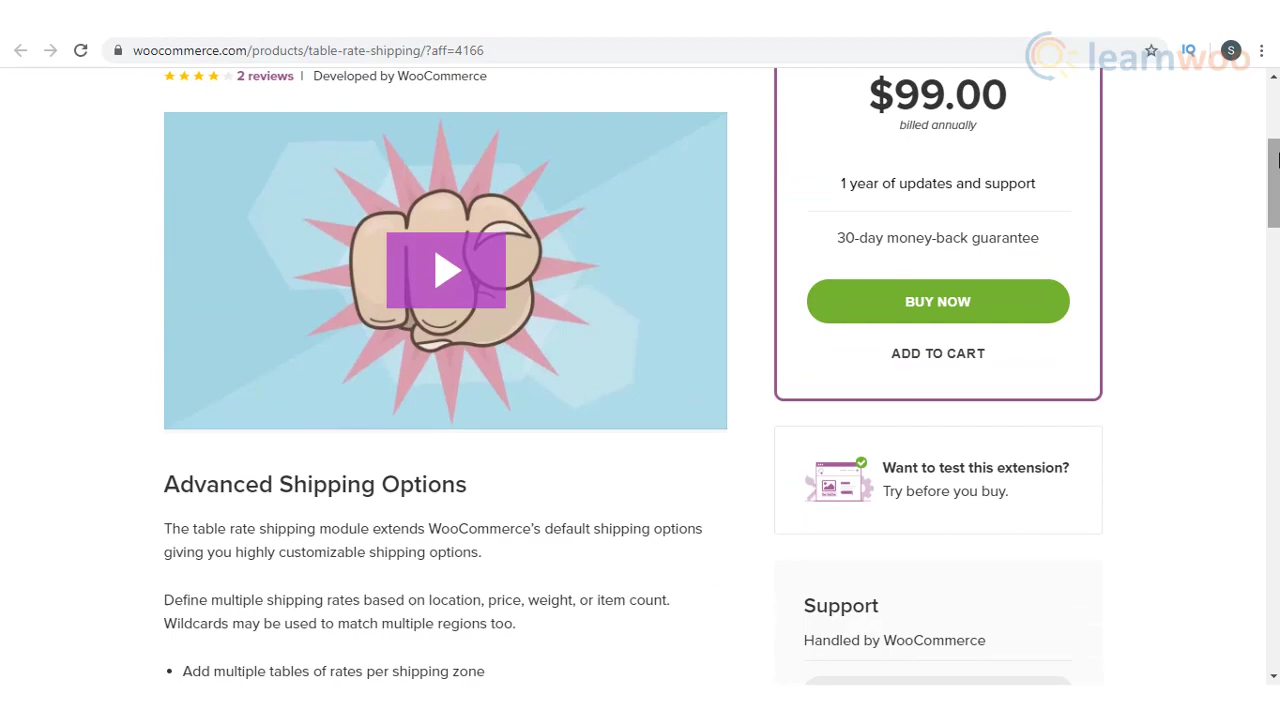 woocommerce.com/products/table-rate-shipping/?aff=4166
IQ
S
learnwoo
2 reviews | Developed by WooCommerce
$99.00
billed annually
1 year of updates and support
30-day money-back guarantee
BUY NOW
ADD TO CART
Want to test this extension?
Try before you buy.
Advanced Shipping Options
The table rate shipping module extends WooCommerce's default shipping options
giving you highly customizable shipping options.
Define multiple shipping rates based on location, price, weight, or item count.
Wildcards may be used to match multiple regions too.
• Add multiple tables of rates per shipping zone
Support
Handled by WooCommerce